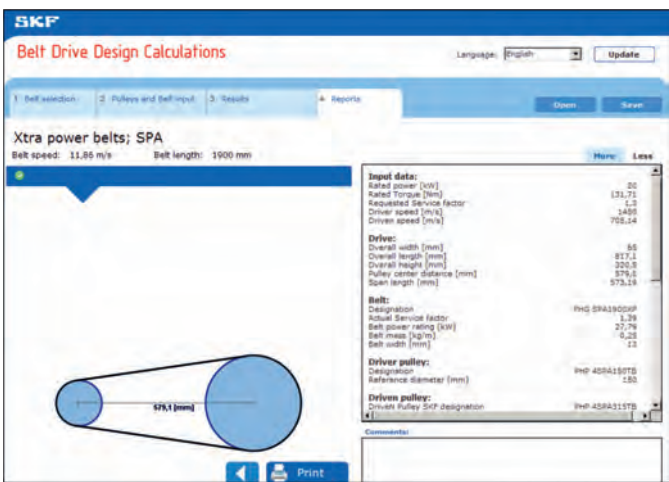 SKF
Belt Drive Design Calculations
Language: English
Update
1 Belt selection
2 Pulleys and Belt input
3 Results
4 Reports
Open
Save
Xtra power belts; SPA
Belt speed: 11,86 m/s Belt length: 1900 mm
More Less
Input data:
Rated power [kW] 20
Rated Torque [Nm] 131,71
Requested Service factor 1,3
Driver speed [m/s] 1450
Driven speed [m/s] 705,14
Drive:
Overall width [mm] 65
Overall length [mm] 817,1
Overall height [mm]
Pulley center distance [mm] 579,1
Span length [mm] 573,19
Belt:
Designation PHG SPA1900XP
Actual Service factor 1,39
Belt power rating [kW] 27,79
Belt mass [kg/m]
Belt width [mm] 13
Driver pulley:
Designation PHP 4SPA150TB
Reference diameter [mm] 150
Driven pulley:
DriveN Pulley SKF designation PHP 4SPA315TB
579,1 [mm]
Comments:
Print